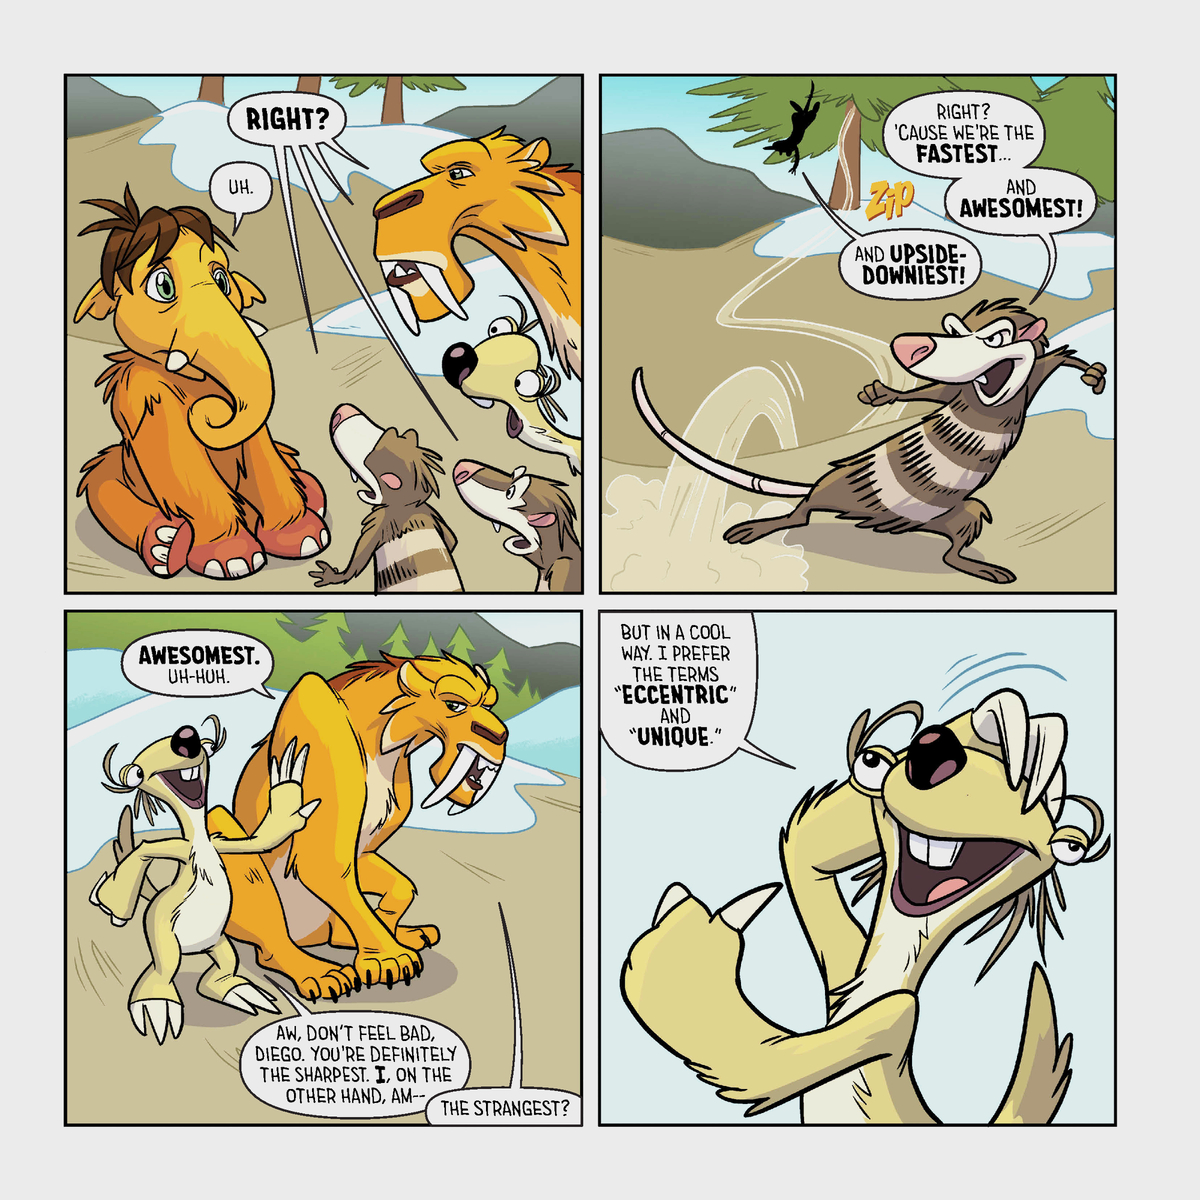 RIGHT?
UH.
RIGHT?
'CAUSE WE'RE THE
FASTEST...
AND
AWESOMEST!
ZIP
AND UPSIDE-
DOWNIEST!
AWESOMEST.
UH-HUH.
AW, DON'T FEEL BAD,
DIEGO. YOU'RE DEFINITELY
THE SHARPEST. I, ON THE
OTHER HAND, AM--
THE STRANGEST?
BUT IN A COOL
WAY. I PREFER
THE TERMS
"ECCENTRIC"
AND
"UNIQUE."